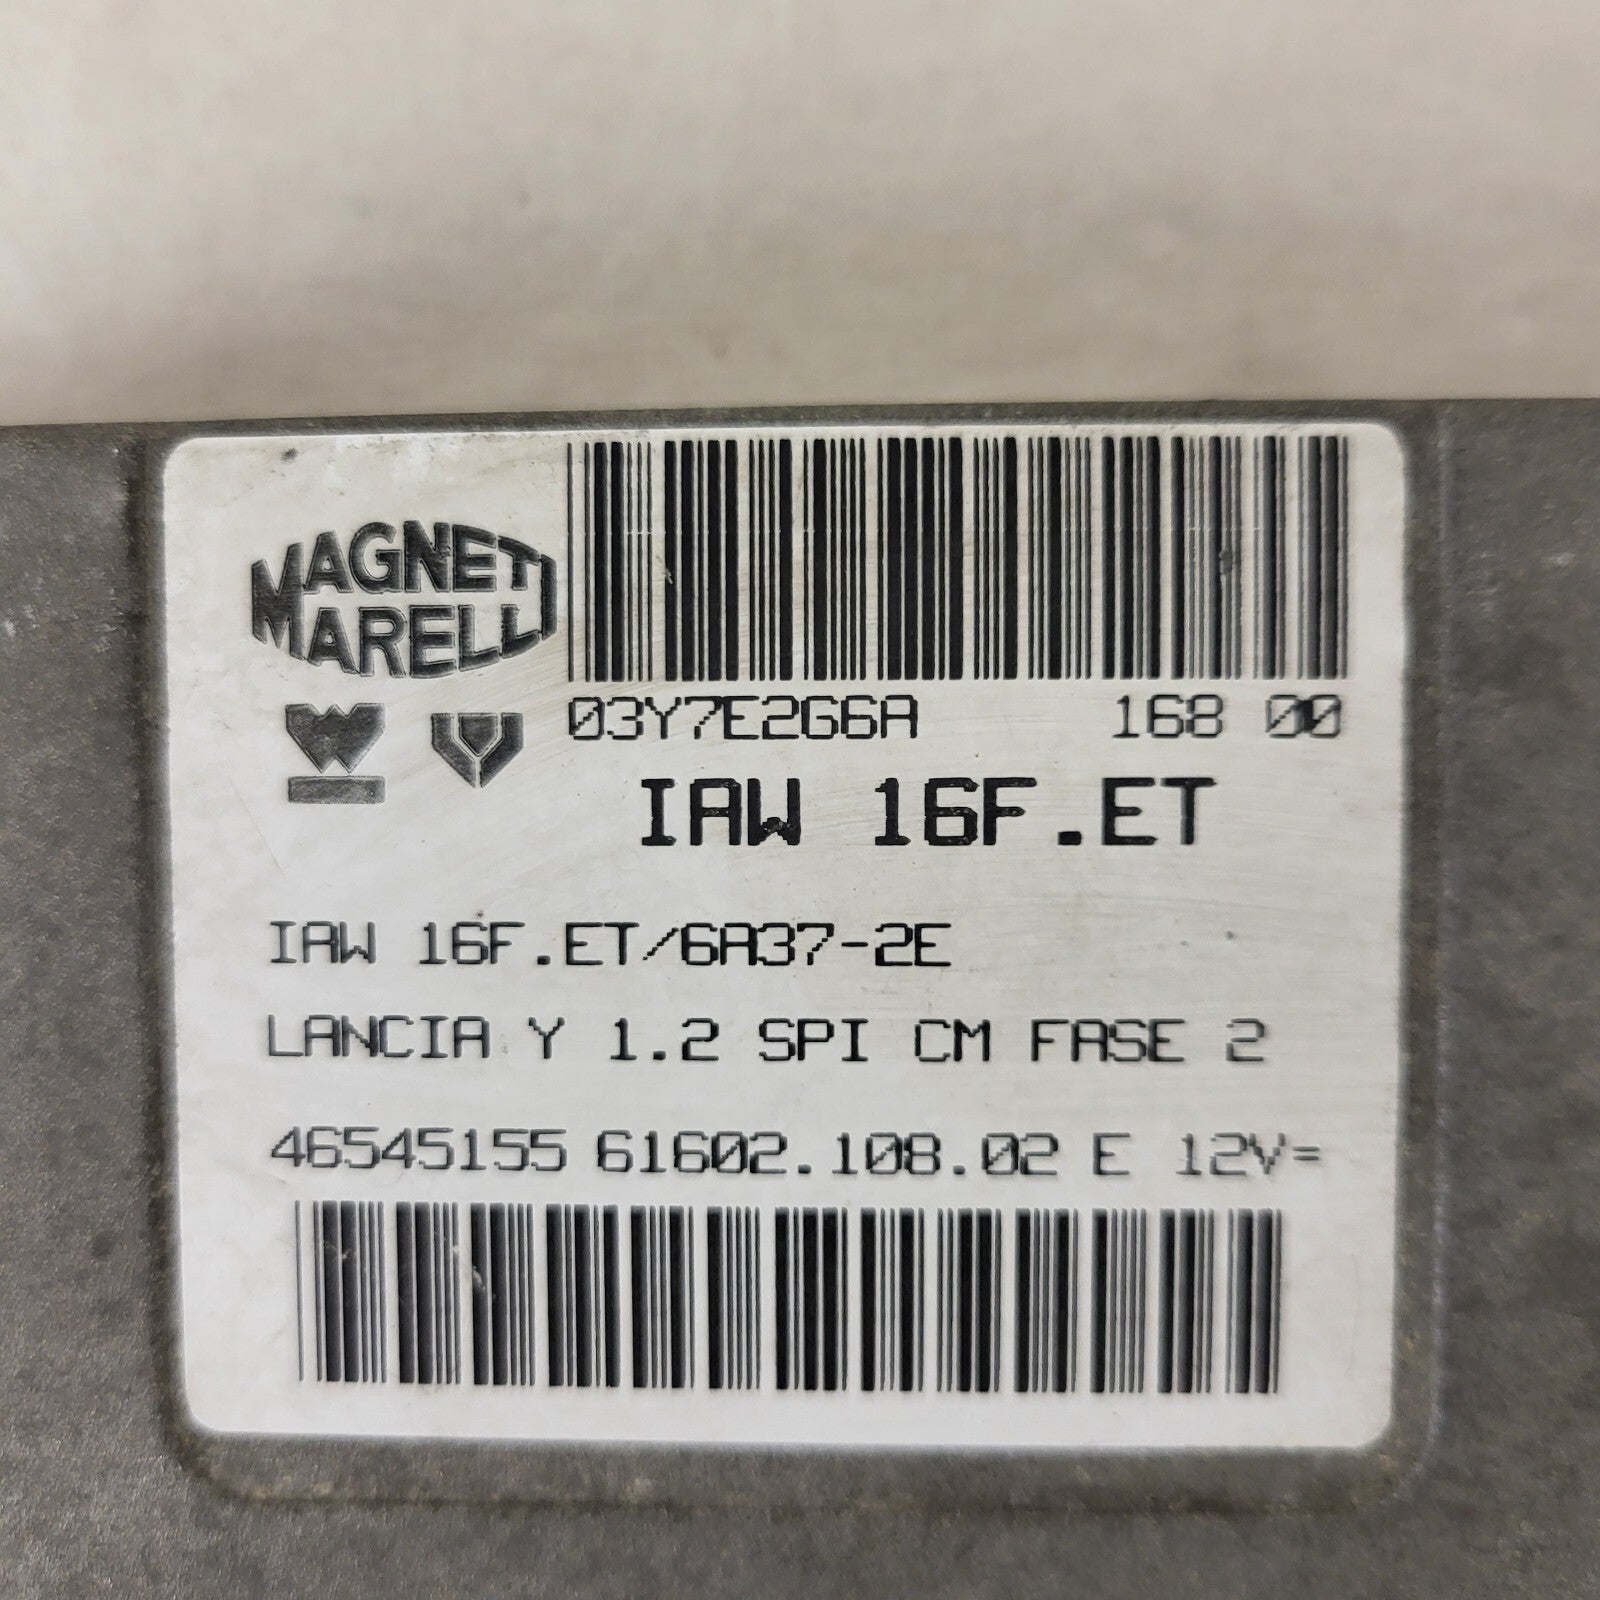 MAGNETI
MARELLI
03Y7E2G6A 168 00
IAW 16F.ET
IAW 16F.ET/6A37-2E
LANCIA Y 1.2 SPI CM FASE 2
46545155 61602.108.02 E 12V=